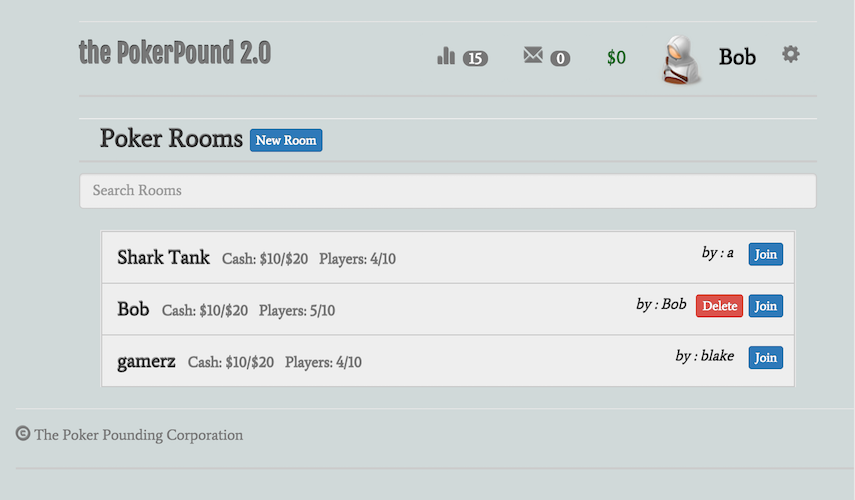 the PokerPound 2.0 15 0 $0 Bob
Poker Rooms New Room
Search Rooms
Shark Tank Cash: $10/$20 Players: 4/10 by : a Join
Bob Cash: $10/$20 Players: 5/10 by : Bob Delete Join
gamerz Cash: $10/$20 Players: 4/10 by : blake Join
© The Poker Pounding Corporation